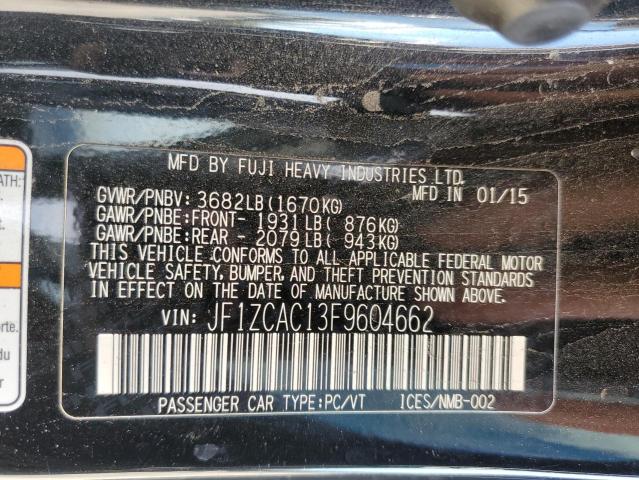 MFD BY FUJI HEAVY INDUSTRIES LTD.
GVWR/PNBV: 3682LB(1670KG) MFD IN 01/15
GAWR/PNBE:FRONT- 1931LB( 876KG)
GAWR/PNBE:REAR - 2079LB( 943KG)
THIS VEHICLE CONFORMS TO ALL APPLICABLE FEDERAL MOTOR
VEHICLE SAFETY, BUMPER, AND THEFT PREVENTION STANDARDS
IN EFFECT ON THE DATE OF MANUFACTURE SHOWN ABOVE.
VIN: JF1ZCAC13F9604662
PASSENGER CAR TYPE:PC/VT ICES/NMB-002
ATH:
orte.
du